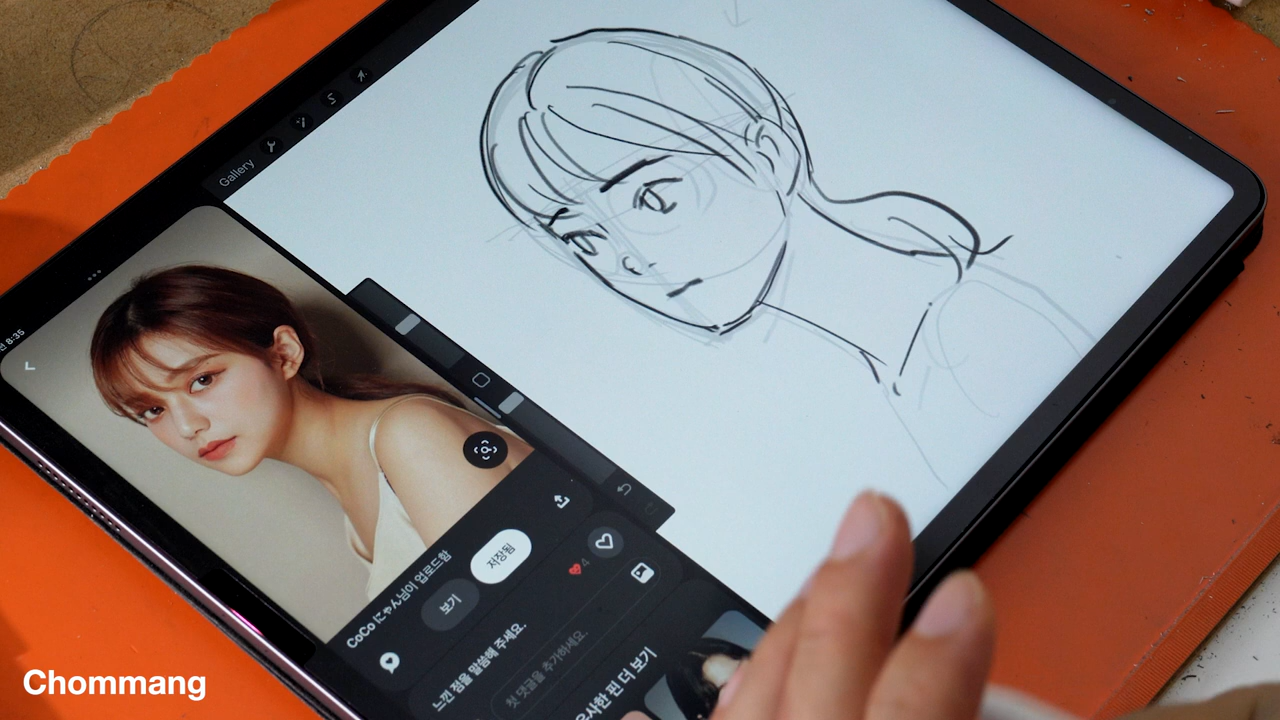 8:35
Gallery
CoCo にゃん님이 업로드함
보기
저장됨
4
느낀 점을 말씀해 주세요.
첫 댓글을 추가하세요.
유사한 핀 더 보기
Chommang